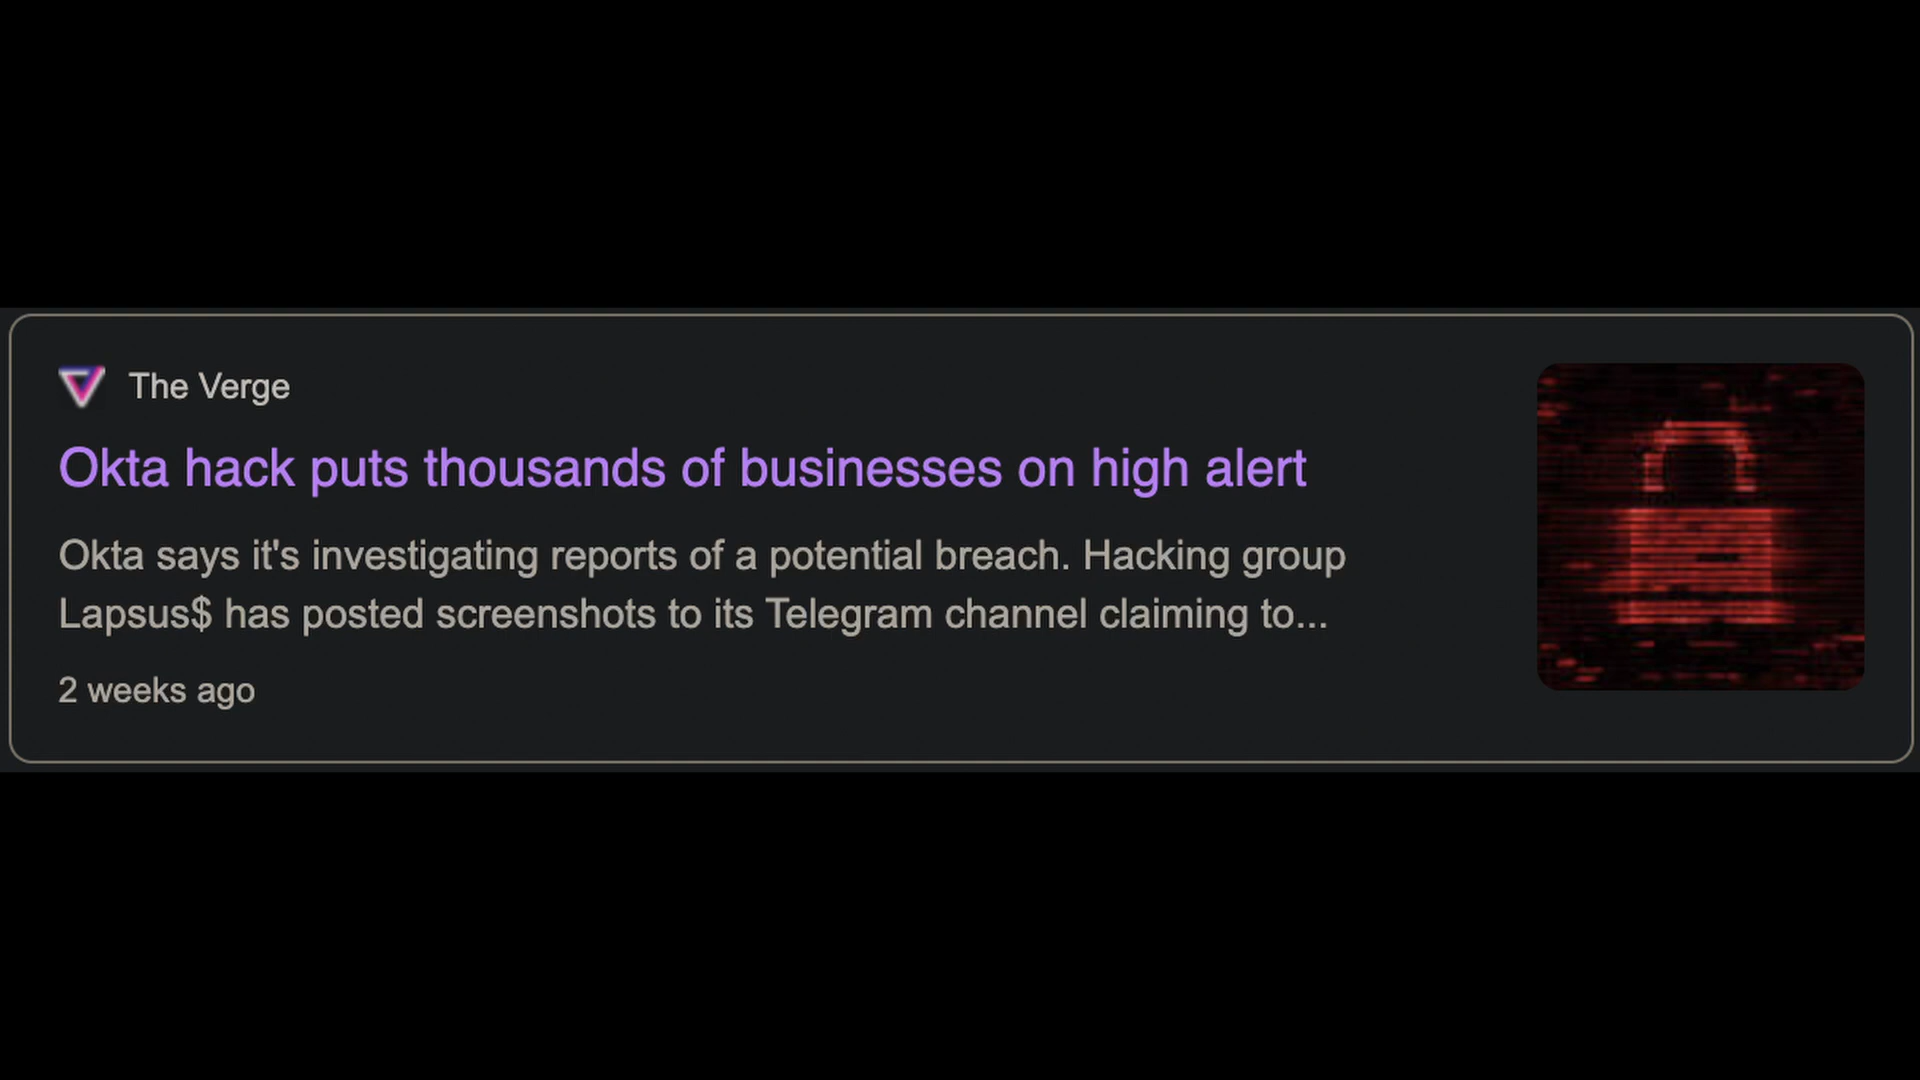 The Verge
Okta hack puts thousands of businesses on high alert
Okta says it's investigating reports of a potential breach. Hacking group
Lapsus$ has posted screenshots to its Telegram channel claiming to...
2 weeks ago